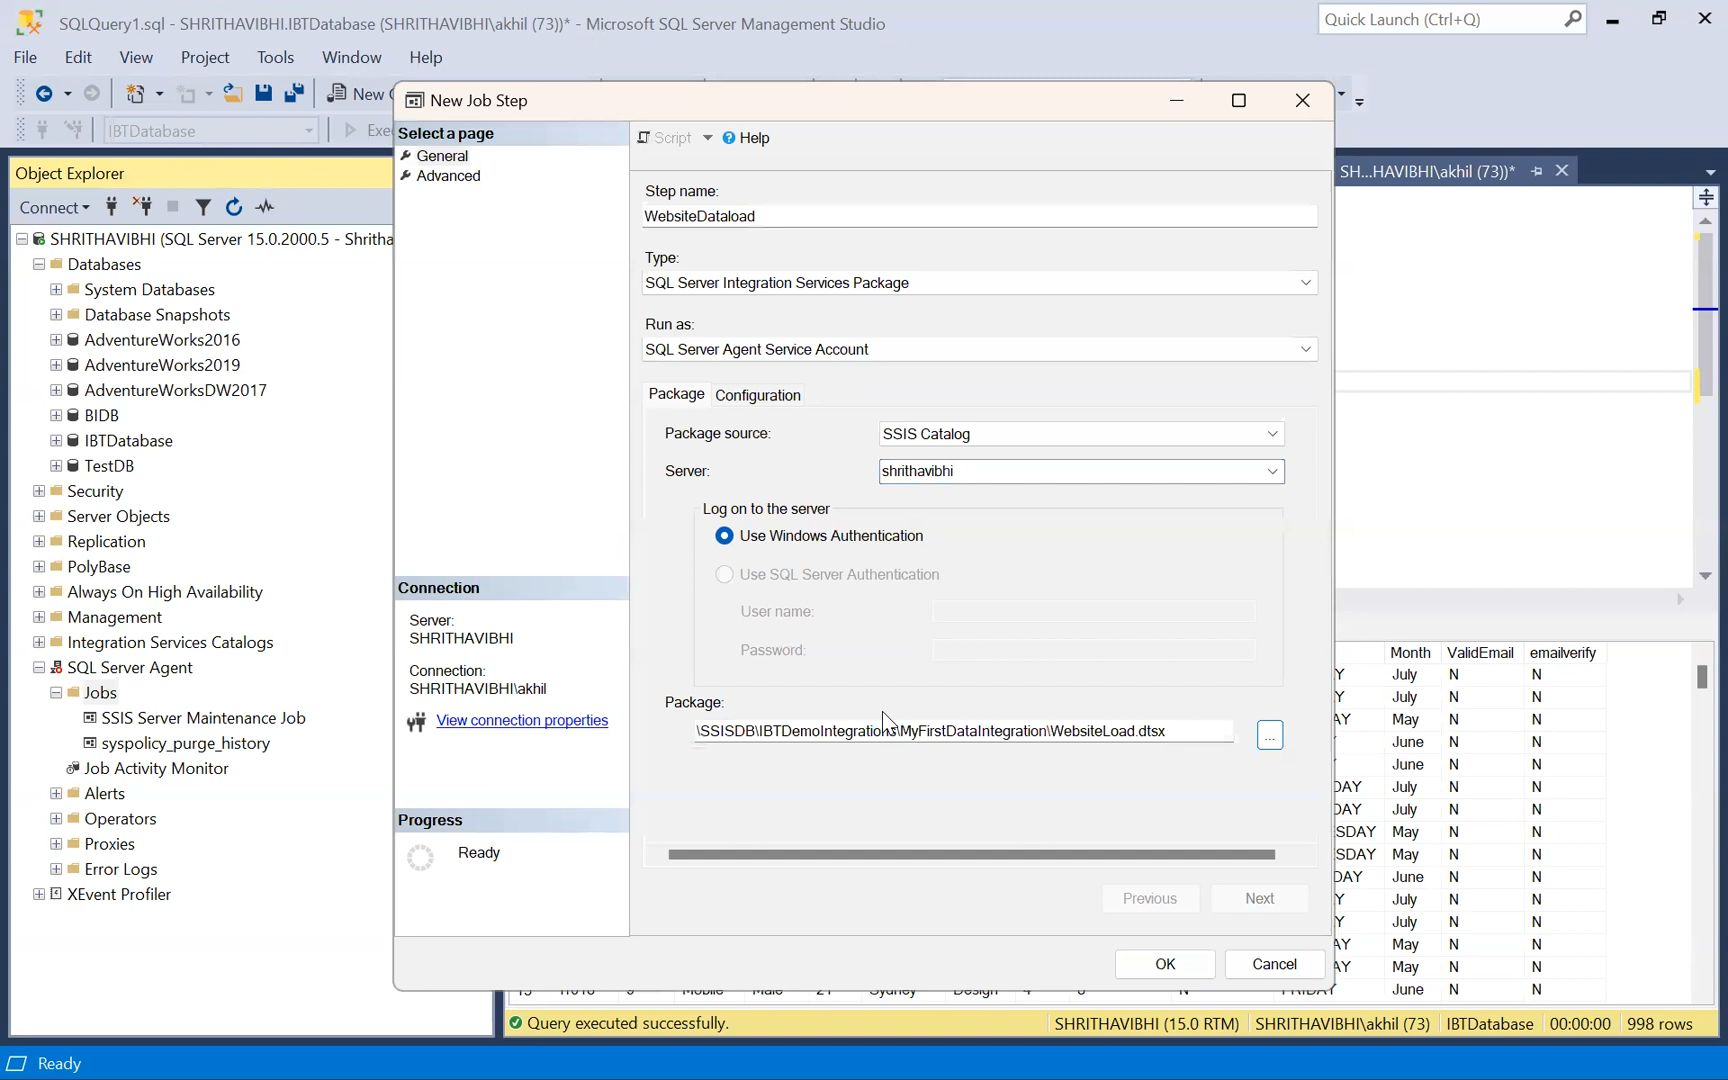 SQLQuery1.sql - SHRITHAVIBHI.IBTDatabase (SHRITHAVIBHI\akhil (73))* - Microsoft SQL Server Management Studio
Quick Launch (Ctrl+Q)
File Edit View Project Tools Window Help
New
IBTDatabase
Object Explorer
Connect
SHRITHAVIBHI (SQL Server 15.0.2000.5 - Shritha
Databases
System Databases
Database Snapshots
AdventureWorks2016
AdventureWorks2019
AdventureWorksDW2017
BIDB
IBTDatabase
TestDB
Security
Server Objects
Replication
PolyBase
Always On High Availability
Management
Integration Services Catalogs
SQL Server Agent
Jobs
SSIS Server Maintenance Job
syspolicy_purge_history
Job Activity Monitor
Alerts
Operators
Proxies
Error Logs
XEvent Profiler
New Job Step
Select a page
General
Advanced
Connection
Server:
SHRITHAVIBHI
Connection:
SHRITHAVIBHI\akhil
View connection properties
Progress
Ready
Script Help
Step name:
WebsiteDataload
Type:
SQL Server Integration Services Package
Run as:
SQL Server Agent Service Account
Package Configuration
Package source: SSIS Catalog
Server: shrithavibhi
Log on to the server
Use Windows Authentication
Use SQL Server Authentication
User name:
Password:
Package:
\SSISDB\IBTDemoIntegrations\MyFirstDataIntegration\WebsiteLoad.dtsx ...
Previous Next
OK Cancel
SH...HAVIBHI\akhil (73))*
Month ValidEmail emailverify
Y July N N
Y July N N
AY May N N
June N N
June N N
DAY July N N
DAY July N N
SDAY May N N
SDAY May N N
DAY June N N
Y July N N
Y July N N
AY May N N
AY May N N
June N N
Query executed successfully. SHRITHAVIBHI (15.0 RTM) SHRITHAVIBHI\akhil (73) IBTDatabase 00:00:00 998 rows
Ready